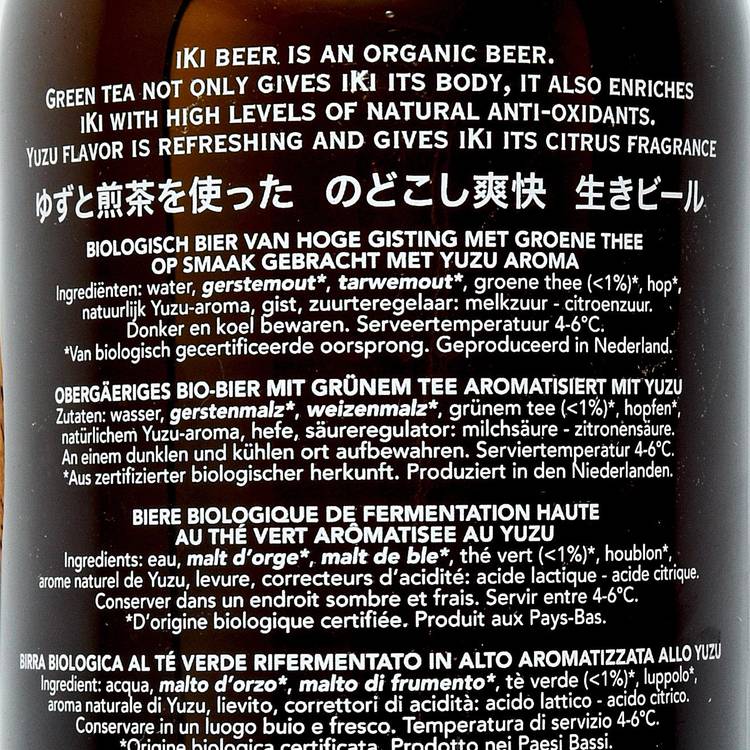 iKi BEER IS AN ORGANIC BEER.
GREEN TEA NOT ONLY GIVES iKi ITS BODY, IT ALSO ENRICHES
iKi WITH HIGH LEVELS OF NATURAL ANTI-OXIDANTS.
YUZU FLAVOR IS REFRESHING AND GIVES iKi ITS CITRUS FRAGRANCE
ゆずと煎茶を使った のどこし爽快 生きビール
BIOLOGISCH BIER VAN HOGE GISTING MET GROENE THEE
OP SMAAK GEBRACHT MET YUZU AROMA
Ingrediënten: water, gerstemout*, tarwemout*, groene thee (<1%)*, hop*,
natuurlijk Yuzu-aroma, gist, zuurteregelaar: melkzuur - citroenzuur.
Donker en koel bewaren. Serveertemperatuur 4-6°C.
*Van biologisch gecertificeerde oorsprong. Geproduceerd in Nederland.
OBERGÄERIGES BIO-BIER MIT GRÜNEM TEE AROMATISIERT MIT YUZU
Zutaten: wasser, gerstenmalz*, weizenmalz*, grünem tee (<1%)*, hopfen*,
natürlichem Yuzu-aroma, hefe, säureregulator: milchsäure - zitronensäure.
An einem dunklen und kühlen ort aufbewahren. Serviertemperatur 4-6°C.
*Aus zertifizierter biologischer herkunft. Produziert in den Niederlanden.
BIERE BIOLOGIQUE DE FERMENTATION HAUTE
AU THÉ VERT ARÔMATISEE AU YUZU
Ingredients: eau, malt d'orge*, malt de ble*, thé vert (<1%)*, houblon*,
arome naturel de Yuzu, levure, correcteurs d'acidité: acide lactique - acide citrique.
Conserver dans un endroit sombre et frais. Servir entre 4-6°C.
*D'origine biologique certifiée. Produit aux Pays-Bas.
BIRRA BIOLOGICA AL TÉ VERDE RIFERMENTATO IN ALTO AROMATIZZATA ALLO YUZU
Ingredient: acqua, malto d'orzo*, malto di frumento*, tè verde (<1%)*, luppolo*,
aroma naturale di Yuzu, lievito, correttori di acidità: acido lattico - acido citrico.
Conservare in un luogo buio e fresco. Temperatura di servizio 4-6°C.
*Origine biologica certificata. Prodotto nei Paesi Bassi.